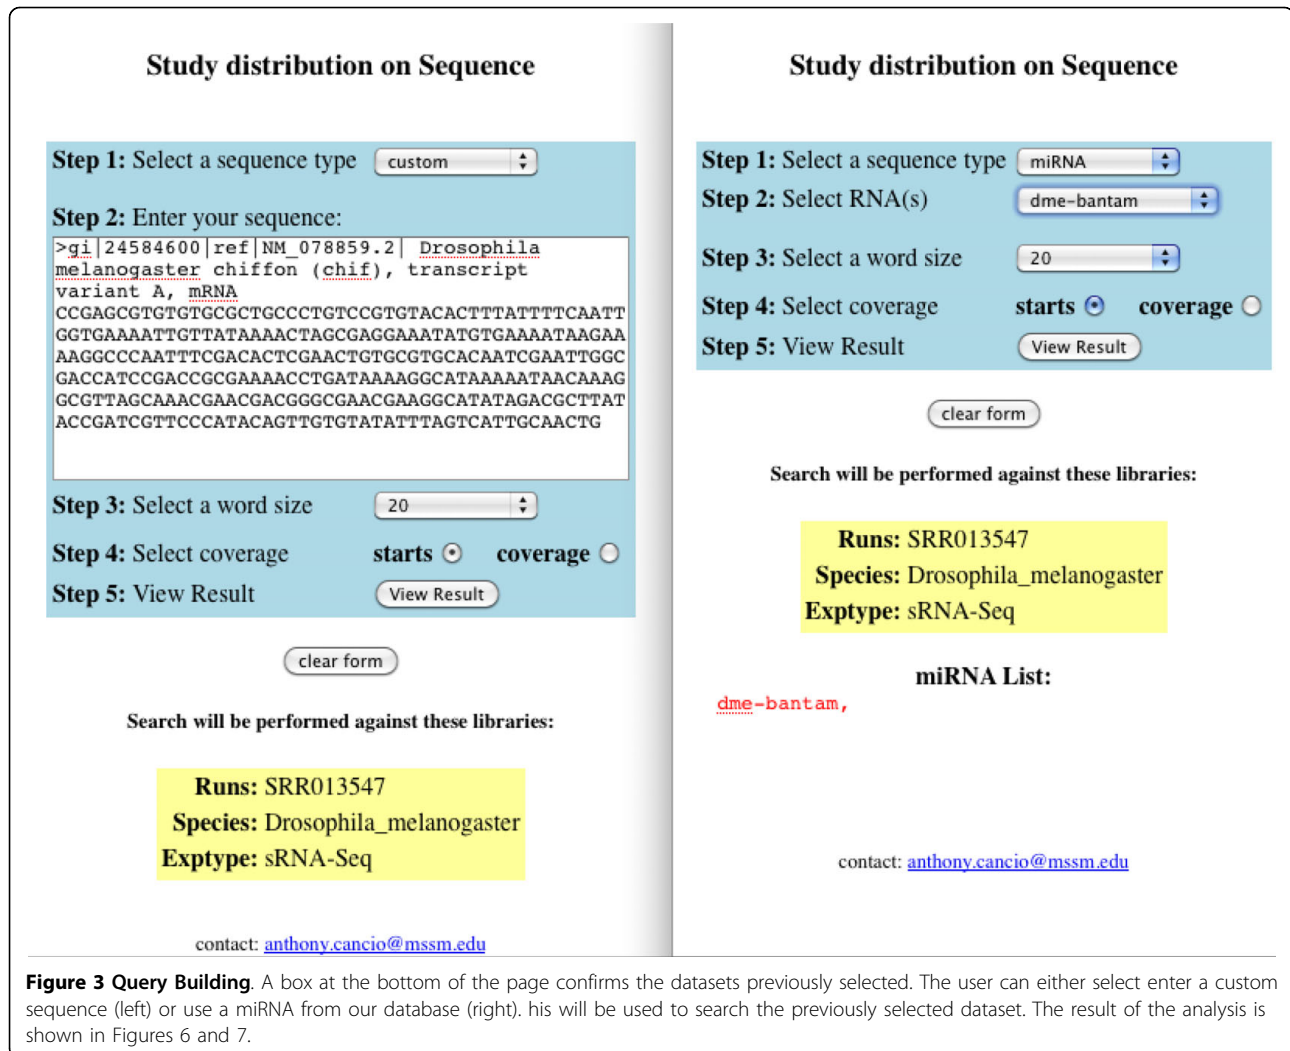 Study distribution on Sequence
Step 1: Select a sequence type custom
Step 2: Enter your sequence:
>gi|24584600|ref|NM_078859.2| Drosophila
melanogaster chiffon (chif), transcript
variant A, mRNA
CCGAGCGTGTGTGCGCTGCCCTGTCCGTGTACACTTTATTTTCAATT
GGTGAAAATTGTTATAAAACTAGCGAGGAAATATGTGAAAATAAGAA
AAGGCCCAATTTCGACACTCGAACTGTGCGTGCACAATCGAATTGGC
GACCATCCGACCGCGAAAACCTGATAAAAGGCATAAAAATAACAAAG
GCGTTAGCAAACGAACGACGGGCGAACGAAGGCATATAGACGCTTAT
ACCGATCGTTCCCATACAGTTGTGTATATTTAGTCATTGCAACTG
Step 3: Select a word size 20
Step 4: Select coverage starts coverage
Step 5: View Result View Result
clear form
Search will be performed against these libraries:
Runs: SRR013547
Species: Drosophila_melanogaster
Exptype: sRNA-Seq
contact: anthony.cancio@mssm.edu
Study distribution on Sequence
Step 1: Select a sequence type miRNA
Step 2: Select RNA(s) dme-bantam
Step 3: Select a word size 20
Step 4: Select coverage starts coverage
Step 5: View Result View Result
clear form
Search will be performed against these libraries:
Runs: SRR013547
Species: Drosophila_melanogaster
Exptype: sRNA-Seq
miRNA List:
dme-bantam,
contact: anthony.cancio@mssm.edu
Figure 3 Query Building. A box at the bottom of the page confirms the datasets previously selected. The user can either select enter a custom
sequence (left) or use a miRNA from our database (right). his will be used to search the previously selected dataset. The result of the analysis is
shown in Figures 6 and 7.